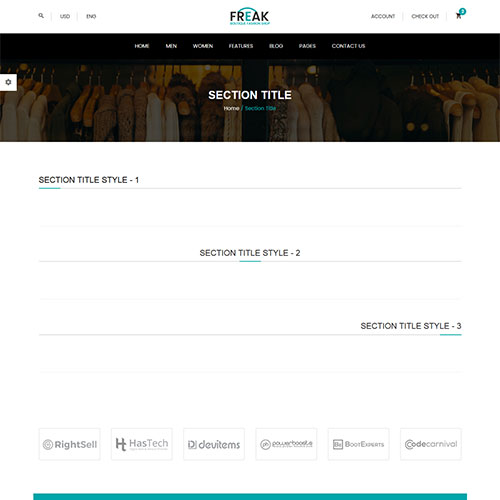 USD
ENG
FREAK
BOUTIQUE FASHION SHOP
ACCOUNT
CHECK OUT
HOME MEN WOMEN FEATURES BLOG PAGES CONTACT US
SECTION TITLE
Home / Section Title
SECTION TITLE STYLE - 1
SECTION TITLE STYLE - 2
SECTION TITLE STYLE - 3
RightSell
HasTech
devitems
powerboost.e
BOOTEXPERTS
Codecarnival